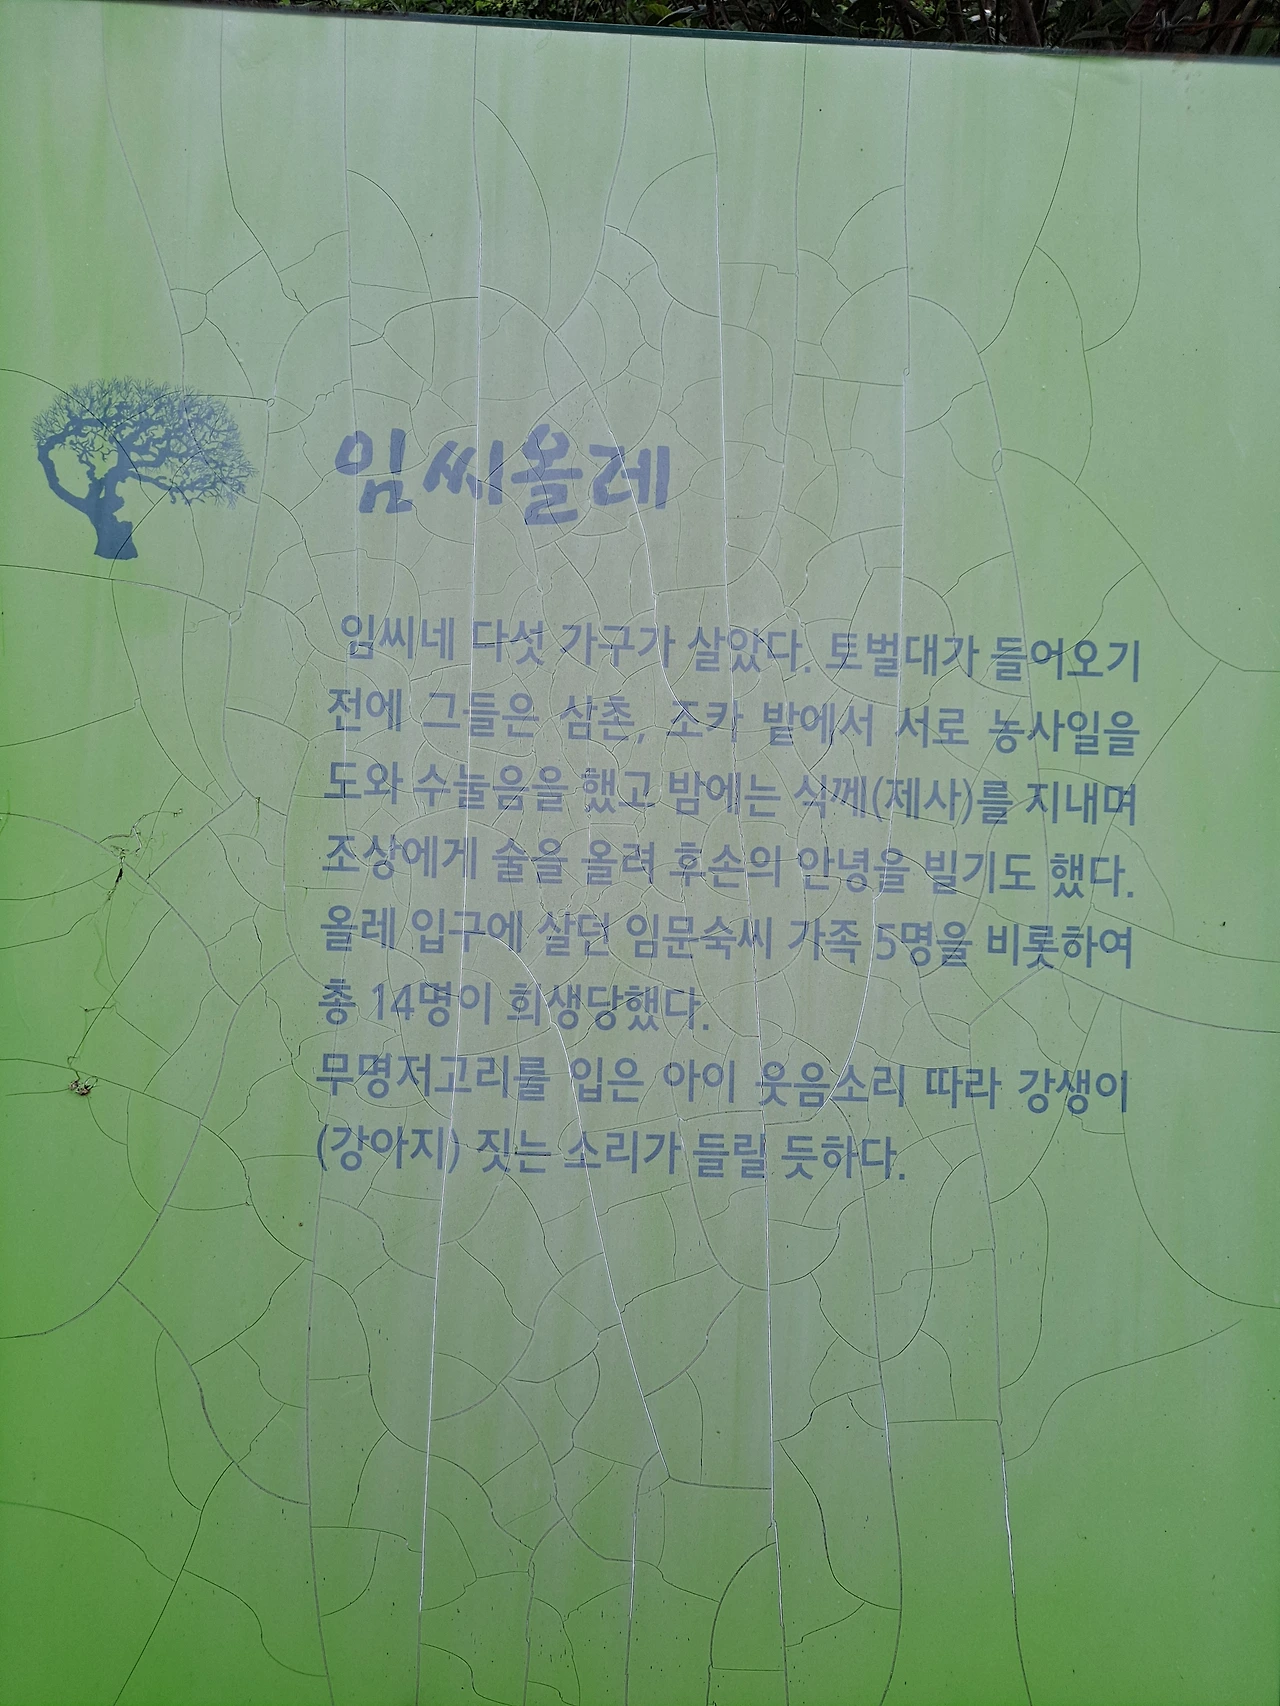 임씨올레
임씨네 다섯 가구가 살았다. 토벌대가 들어오기
전에 그들은 삼촌, 조카 밭에서 서로 농사일을
도와 수눌음을 했고 밤에는 식께(제사)를 지내며
조상에게 술을 올려 후손의 안녕을 빌기도 했다.
올레 입구에 살던 임문숙씨 가족 5명을 비롯하여
총 14명이 희생당했다.
무명저고리를 입은 아이 웃음소리 따라 강생이
(강아지) 짓는 소리가 들릴 듯하다.